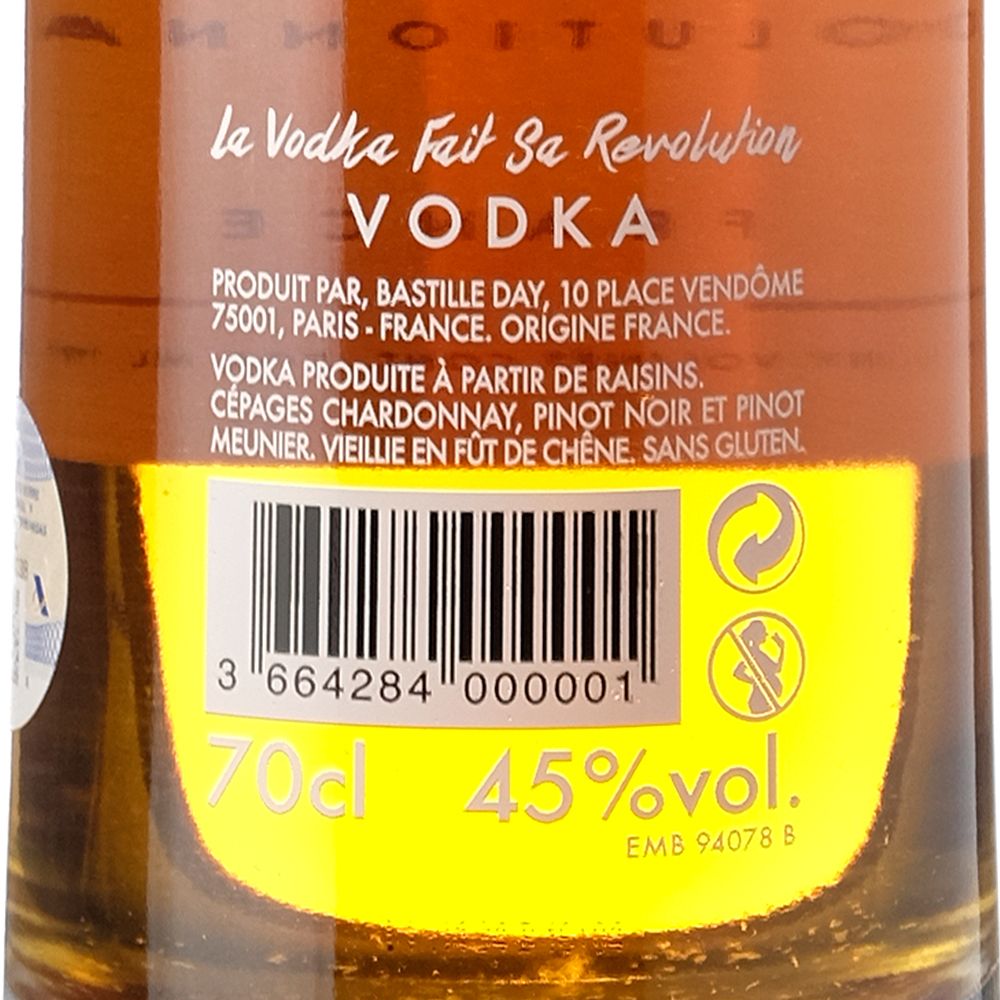 La Vodka Fait Sa Revolution
VODKA
PRODUIT PAR, BASTILLE DAY, 10 PLACE VENDÔME
75001, PARIS - FRANCE. ORIGINE FRANCE.
VODKA PRODUITE À PARTIR DE RAISINS.
CÉPAGES CHARDONNAY, PINOT NOIR ET PINOT
MEUNIER. VIEILLIE EN FÛT DE CHÊNE. SANS GLUTEN.
3 664284 000001
70cl 45%vol.
EMB 94078 B